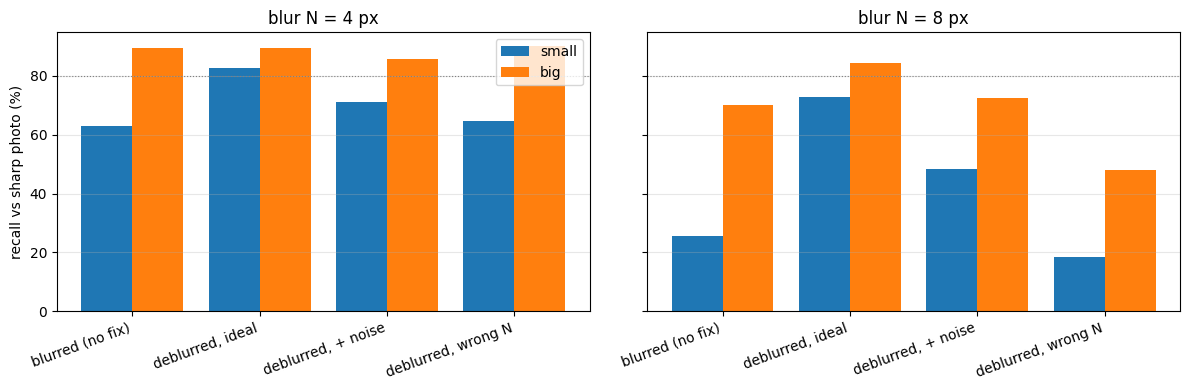 blur N = 4 px
blur N = 8 px
small
big
recall vs sharp photo (%)
80
60
40
20
0
blurred (no fix)
deblurred, ideal
deblurred, + noise
deblurred, wrong N
blurred (no fix)
deblurred, ideal
deblurred, + noise
deblurred, wrong N